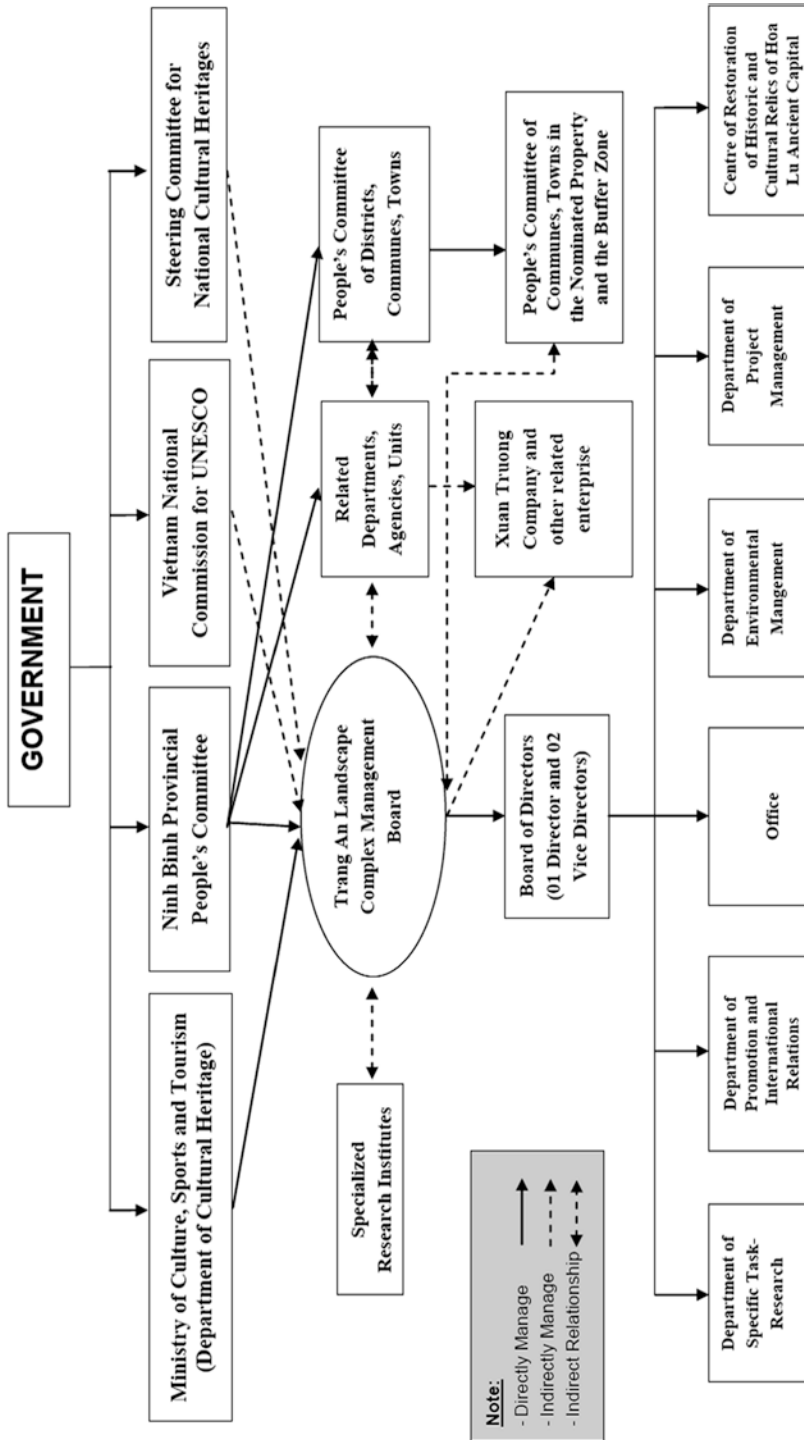 GOVERNMENT
Ministry of Culture, Sports and Tourism
(Department of Cultural Heritage)
Ninh Binh Provincial
People's Committee
Vietnam National
Commission for UNESCO
Steering Committee for
National Cultural Heritages
Specialized
Research Institutes
Trang An Landscape
Complex Management
Board
Related
Departments,
Agencies, Units
People's Committee
of Districts,
Communes, Towns
Note:
- Directly Manage
- Indirectly Manage
- Indirect Relationship
Board of Directors
(01 Director and 02
Vice Directors)
Xuan Truong
Company and
other related
enterprise
People's Committee of
Communes, Towns in
the Nominated Property
and the Buffer Zone
Department of
Specific Task-
Research
Department of
Promotion and
International
Relations
Office
Department of
Environmental
Mangement
Department of
Project
Management
Centre of Restoration
of Historic and
Cultural Relics of Hoa
Lu Ancient Capital